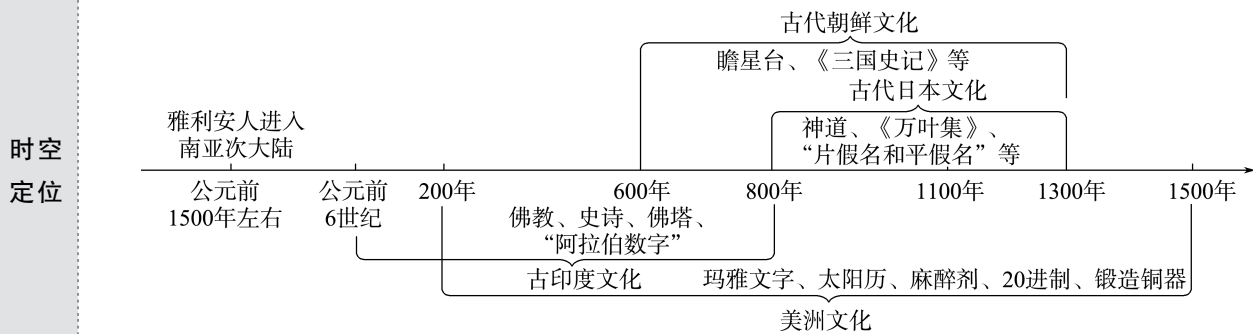 时空
定位
古代朝鲜文化
瞻星台、《三国史记》等
古代日本文化
神道、《万叶集》、
“片假名和平假名”等
雅利安人进入
南亚次大陆
公元前
1500年左右
公元前
6世纪
200年
600年
800年
1100年
1300年
1500年
佛教、史诗、佛塔、
“阿拉伯数字”
古印度文化
玛雅文字、太阳历、麻醉剂、20进制、锻造铜器
美洲文化